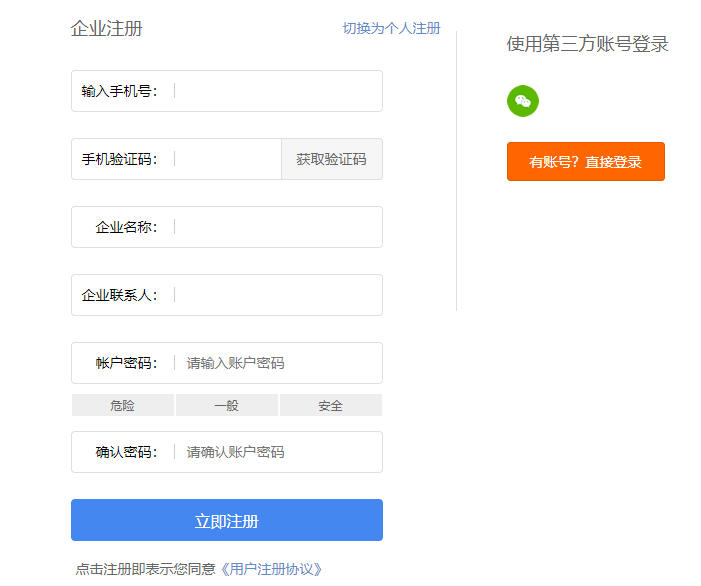 企业注册
切换为个人注册
输入手机号：
手机验证码：
获取验证码
企业名称：
企业联系人：
帐户密码：
请输入账户密码
危险
一般
安全
确认密码：
请确认账户密码
立即注册
点击注册即表示您同意《用户注册协议》
使用第三方账号登录
有账号？直接登录